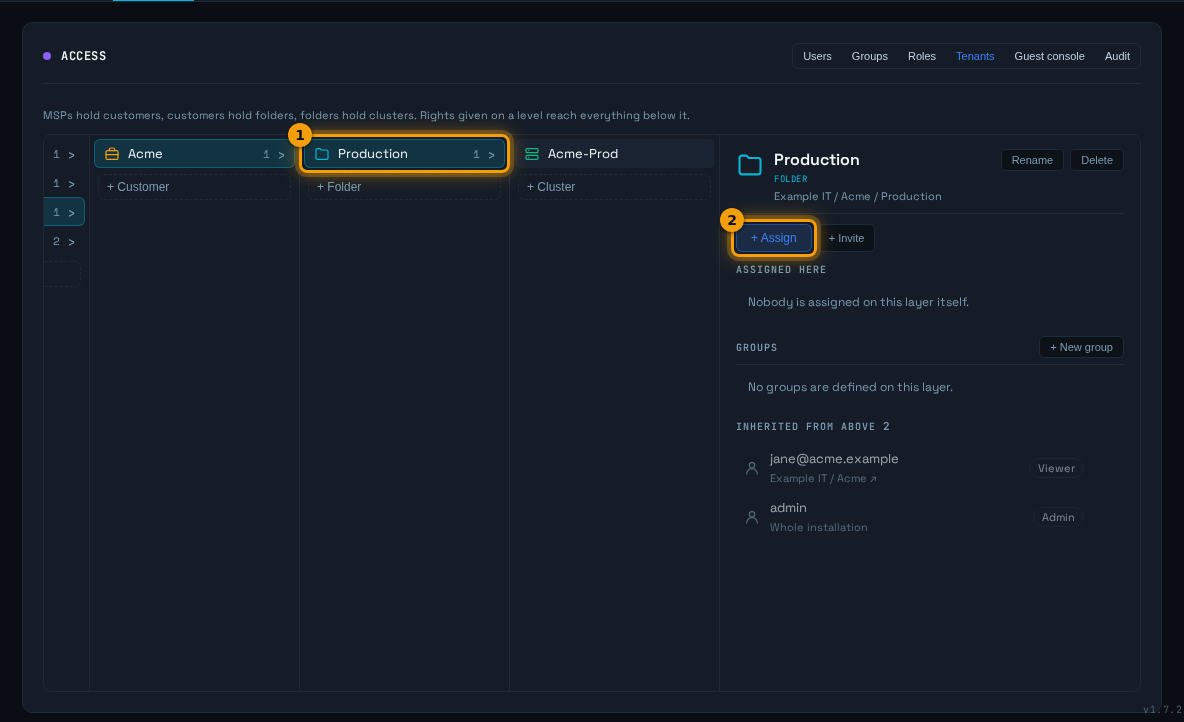 ACCESS
Users Groups Roles Tenants Guest console Audit
MSPs hold customers, customers hold folders, folders hold clusters. Rights given on a level reach everything below it.
1 >
1 >
1 >
2 >
Acme 1 >
+ Customer
1
Production 1 >
+ Folder
Acme-Prod
+ Cluster
Production
FOLDER
Example IT / Acme / Production
Rename Delete
2
+ Assign + Invite
ASSIGNED HERE
Nobody is assigned on this layer itself.
GROUPS + New group
No groups are defined on this layer.
INHERITED FROM ABOVE 2
jane@acme.example
Example IT / Acme ↗
Viewer
admin
Whole installation
Admin
v1.7.2